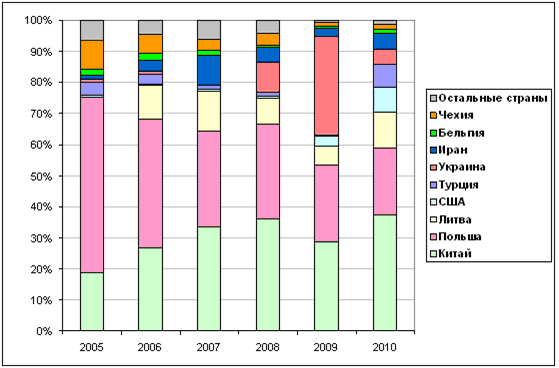 100%
90%
80%
70%
60%
50%
40%
30%
20%
10%
0%
2005 2006 2007 2008 2009 2010
Остальные страны
Чехия
Бельгия
Иран
Украина
Турция
США
Литва
Польша
Китай